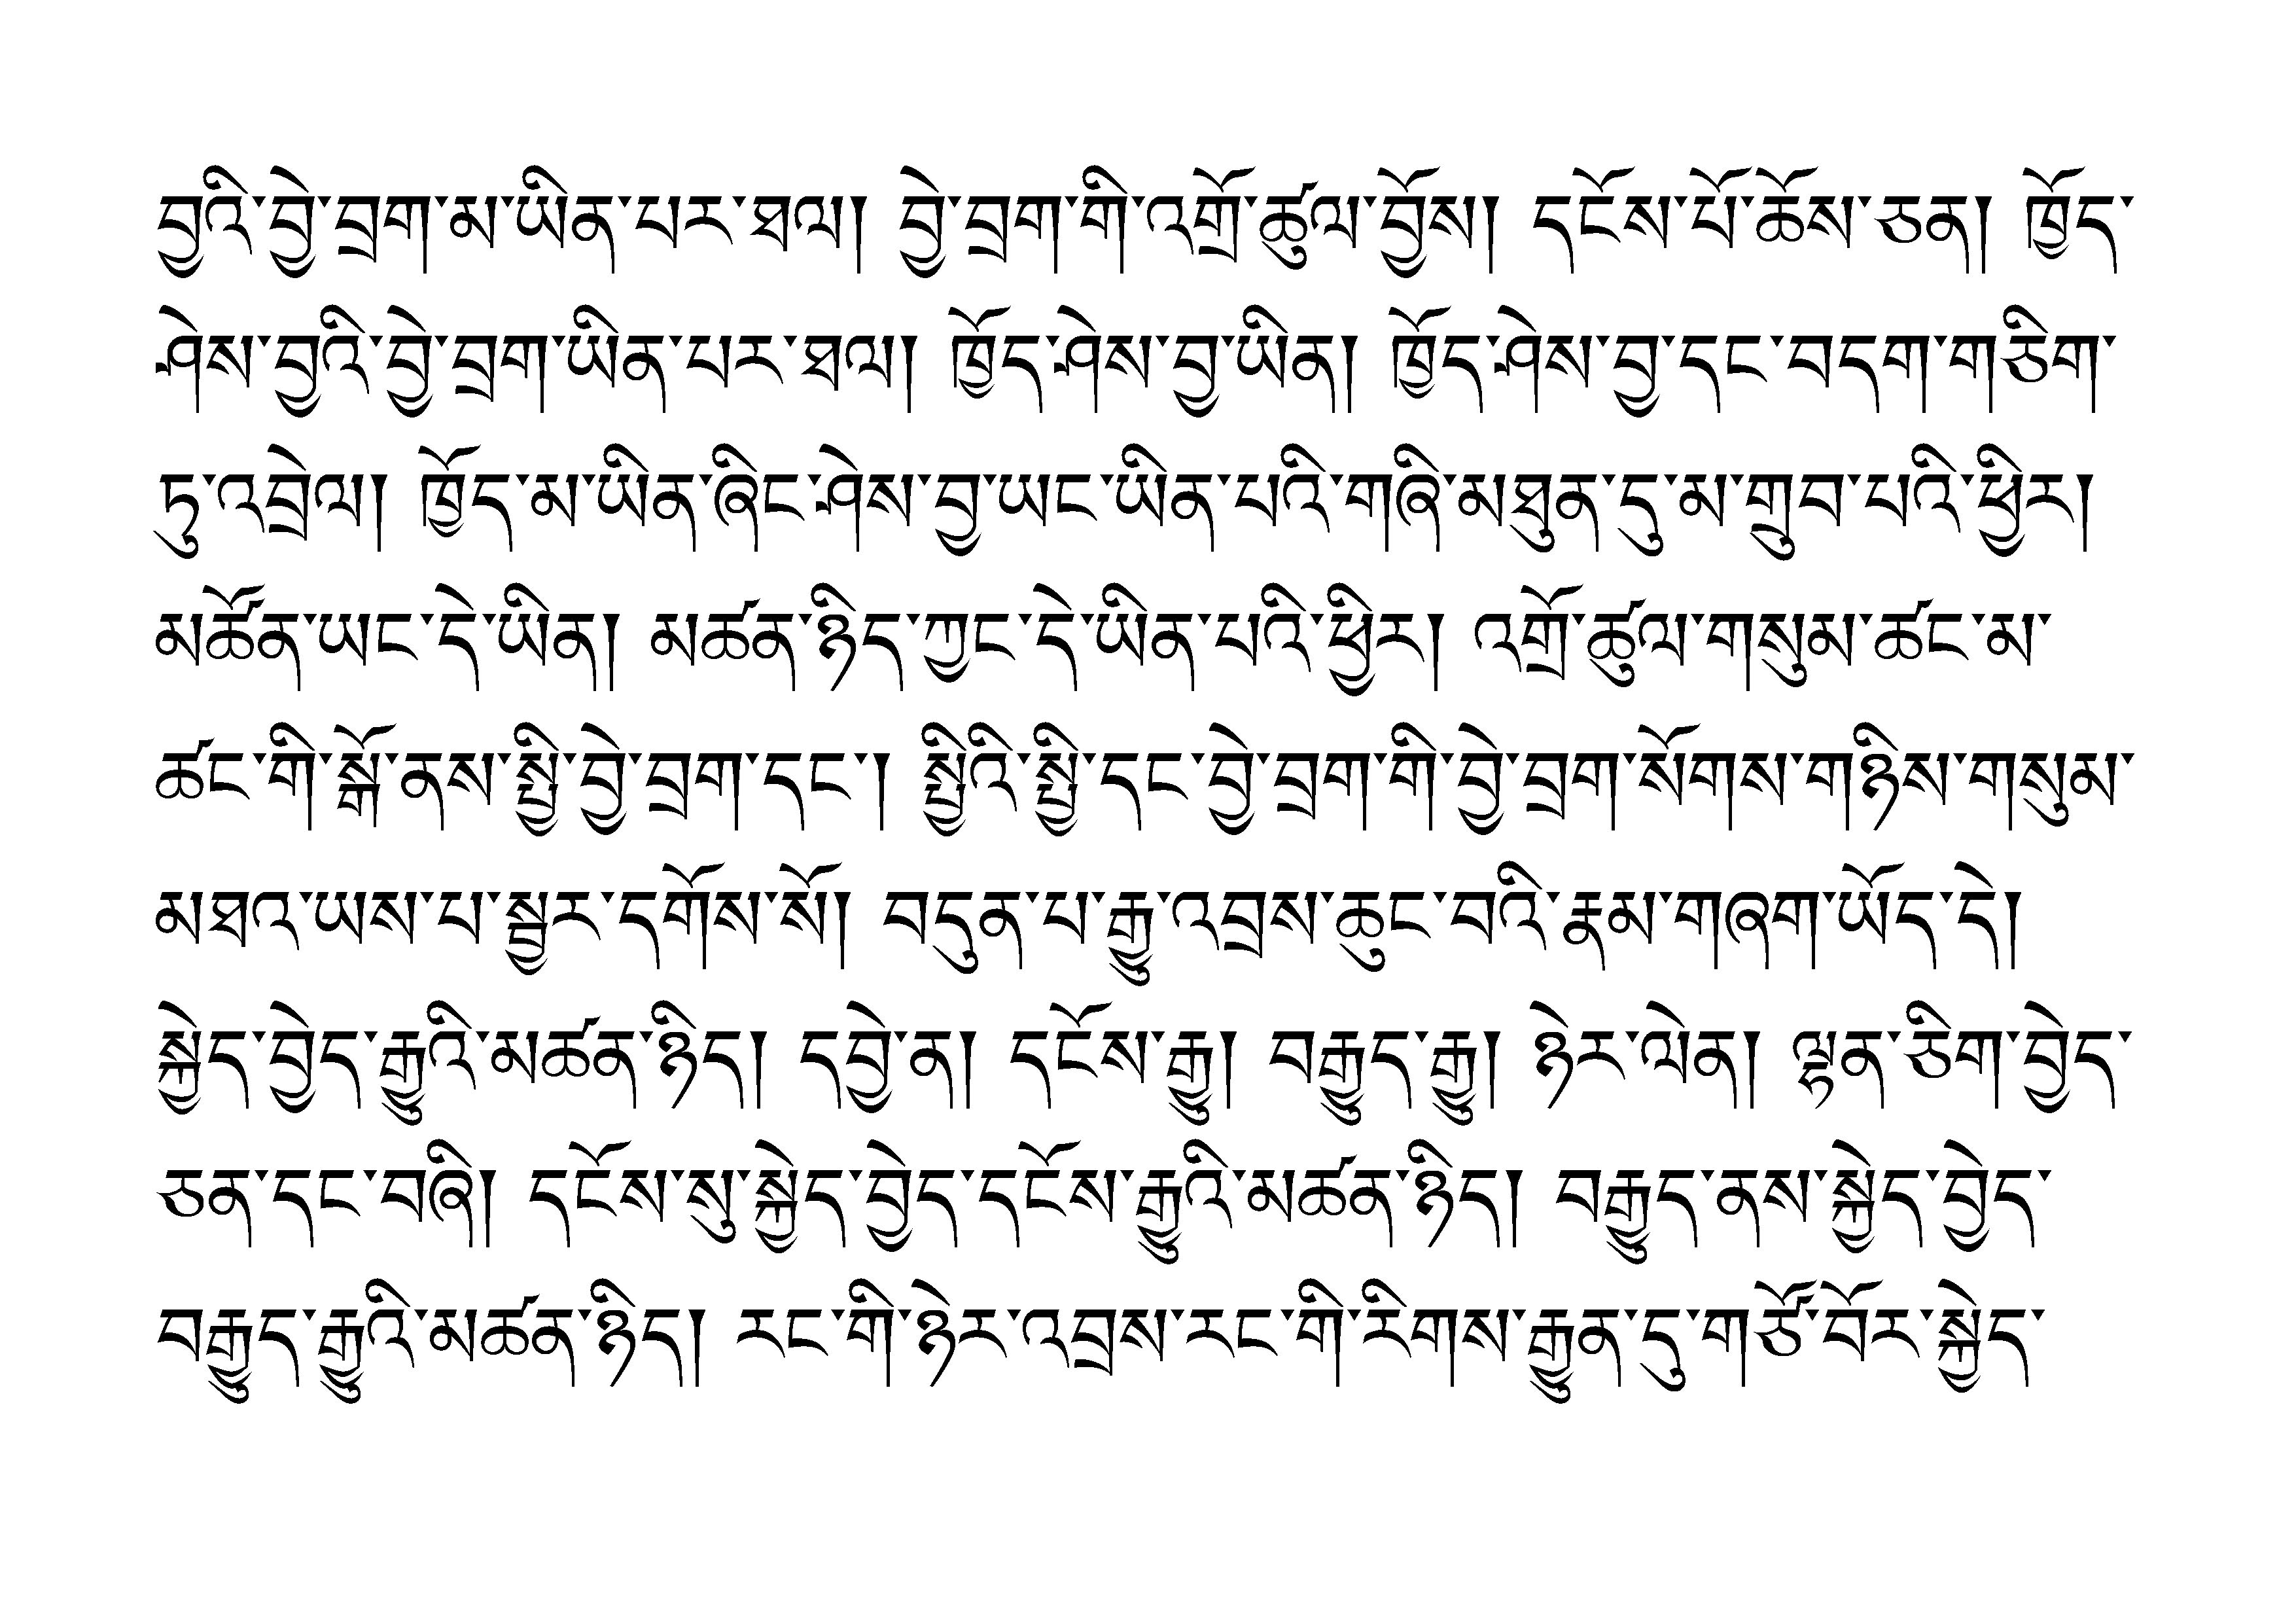 བྱའི་བྱེ་བྲག་མ་ཡིན་པར་ཐལ། བྱེ་བྲག་གི་འགྲོ་ཚུལ་བྱོས། དངོས་པོ་ཆོས་ཅན། ཁྱོད་
ཤེས་བྱའི་བྱེ་བྲག་ཡིན་པར་ཐལ། ཁྱོད་ཤེས་བྱ་ཡིན། ཁྱོད་ཤེས་བྱ་དང་བདག་གཅིག་
ཏུ་འབྲེལ། ཁྱོད་མ་ཡིན་ཞིང་ཤེས་བྱ་ཡང་ཡིན་པའི་གཞི་མཐུན་དུ་མ་གྲུབ་པའི་ཕྱིར།
མཚོན་ཡང་དེ་ཡིན། མཚན་ཉིད་ཀྱང་དེ་ཡིན་པའི་ཕྱིར། འགྲོ་ཚུལ་གསུམ་ཚང་མ་
ཚང་གི་སྒོ་ནས་སྤྱི་བྱེ་བྲག་དང་། སྤྱིའི་སྤྱི་དང་བྱེ་བྲག་གི་བྱེ་བྲག་སོགས་གཉིས་གསུམ་
མཐའ་ཡས་པ་སྦྱར་དགོས་སོ། བདུན་པ་རྒྱུ་འབྲས་ཆུང་བའི་རྣམ་གཞག་ཡོད་དེ།
སྐྱེད་བྱེད་རྒྱུའི་མཚན་ཉིད། དབྱེ་ན། དངོས་རྒྱུ། བརྒྱུད་རྒྱུ། ཉེར་ལེན། ལྷན་ཅིག་བྱེད་
ཅན་དང་བཞི། དངོས་སུ་སྐྱེད་བྱེད་དངོས་རྒྱུའི་མཚན་ཉིད། བརྒྱུད་ནས་སྐྱེད་བྱེད་
བརྒྱུད་རྒྱུའི་མཚན་ཉིད། རང་གི་ཉེར་འབྲས་རང་གི་རིགས་རྒྱུན་དུ་གཙོ་བོར་སྐྱེད་